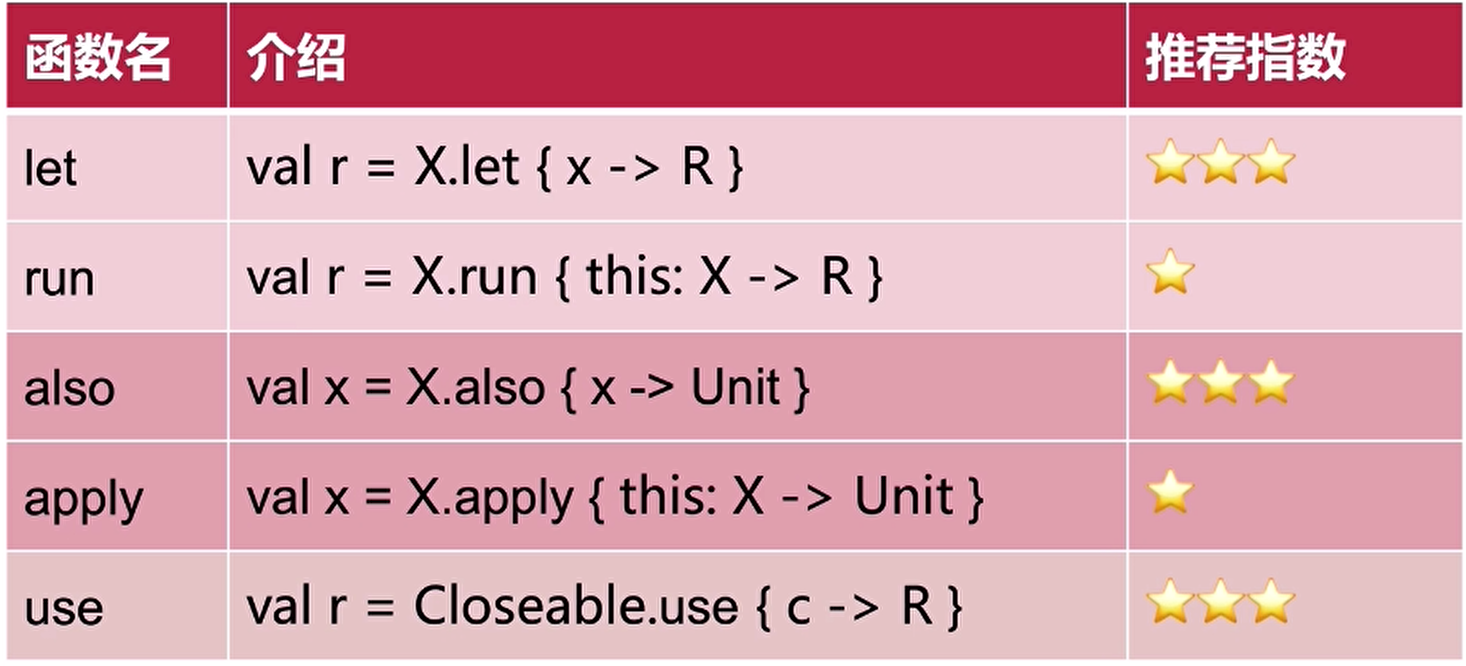 函数名 介绍 推荐指数
let val r = X.let { x -> R } ⭐⭐⭐
run val r = X.run { this: X -> R } ⭐
also val x = X.also { x -> Unit } ⭐⭐⭐
apply val x = X.apply { this: X -> Unit } ⭐
use val r = Closeable.use { c -> R } ⭐⭐⭐